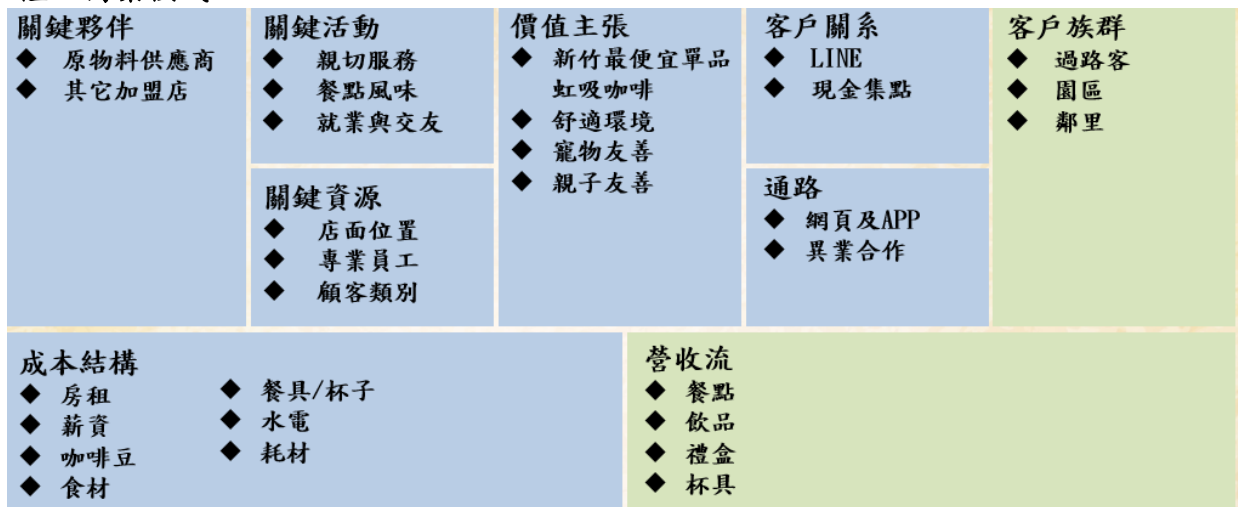 關鍵夥伴
◆ 原物料供應商
◆ 其它加盟店
關鍵活動
◆ 親切服務
◆ 餐點風味
◆ 就業與交友
關鍵資源
◆ 店面位置
◆ 專業員工
◆ 顧客類別
價值主張
◆ 新竹最便宜單品
虹吸咖啡
◆ 舒適環境
◆ 寵物友善
◆ 親子友善
客戶關系
◆ LINE
◆ 現金集點
通路
◆ 網頁及APP
◆ 異業合作
客戶族群
◆ 過路客
◆ 園區
◆ 鄰里
成本結構
◆ 房租
◆ 薪資
◆ 咖啡豆
◆ 食材
◆ 餐具/杯子
◆ 水電
◆ 耗材
營收流
◆ 餐點
◆ 飲品
◆ 禮盒
◆ 杯具